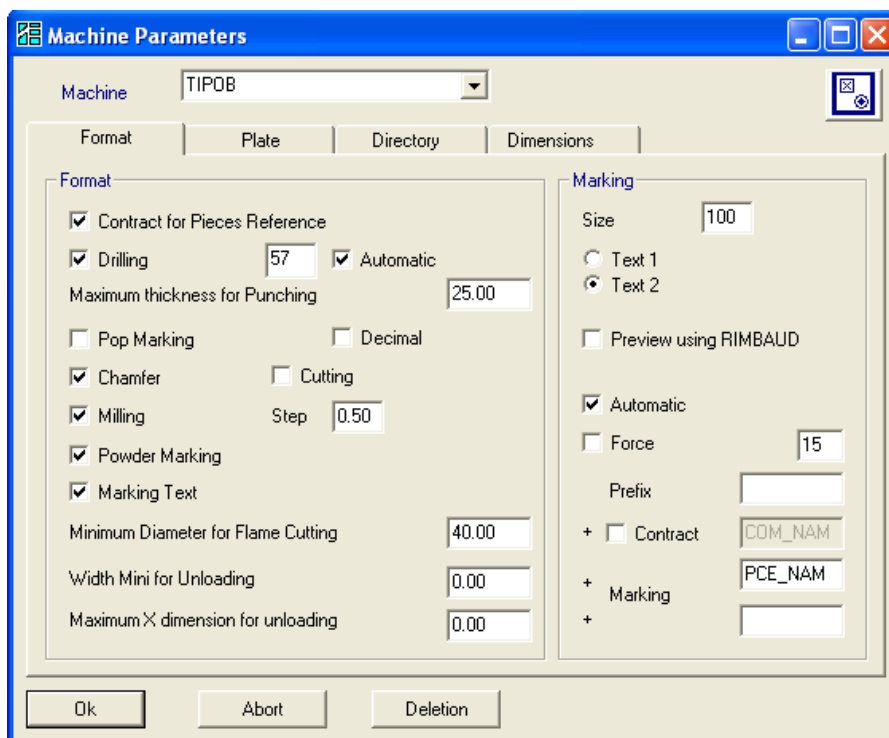 Machine Parameters
Machine TIPOB
Format Plate Directory Dimensions
Format
Contract for Pieces Reference
Drilling 57 Automatic
Maximum thickness for Punching 25.00
Pop Marking Decimal
Chamfer Cutting
Milling Step 0.50
Powder Marking
Marking Text
Minimum Diameter for Flame Cutting 40.00
Width Mini for Unloading 0.00
Maximum X dimension for unloading 0.00
Marking
Size 100
Text 1
Text 2
Preview using RIMBAUD
Automatic
Force 15
Prefix
+ Contract COM_NAM
+ Marking PCE_NAM
+
Ok Abort Deletion